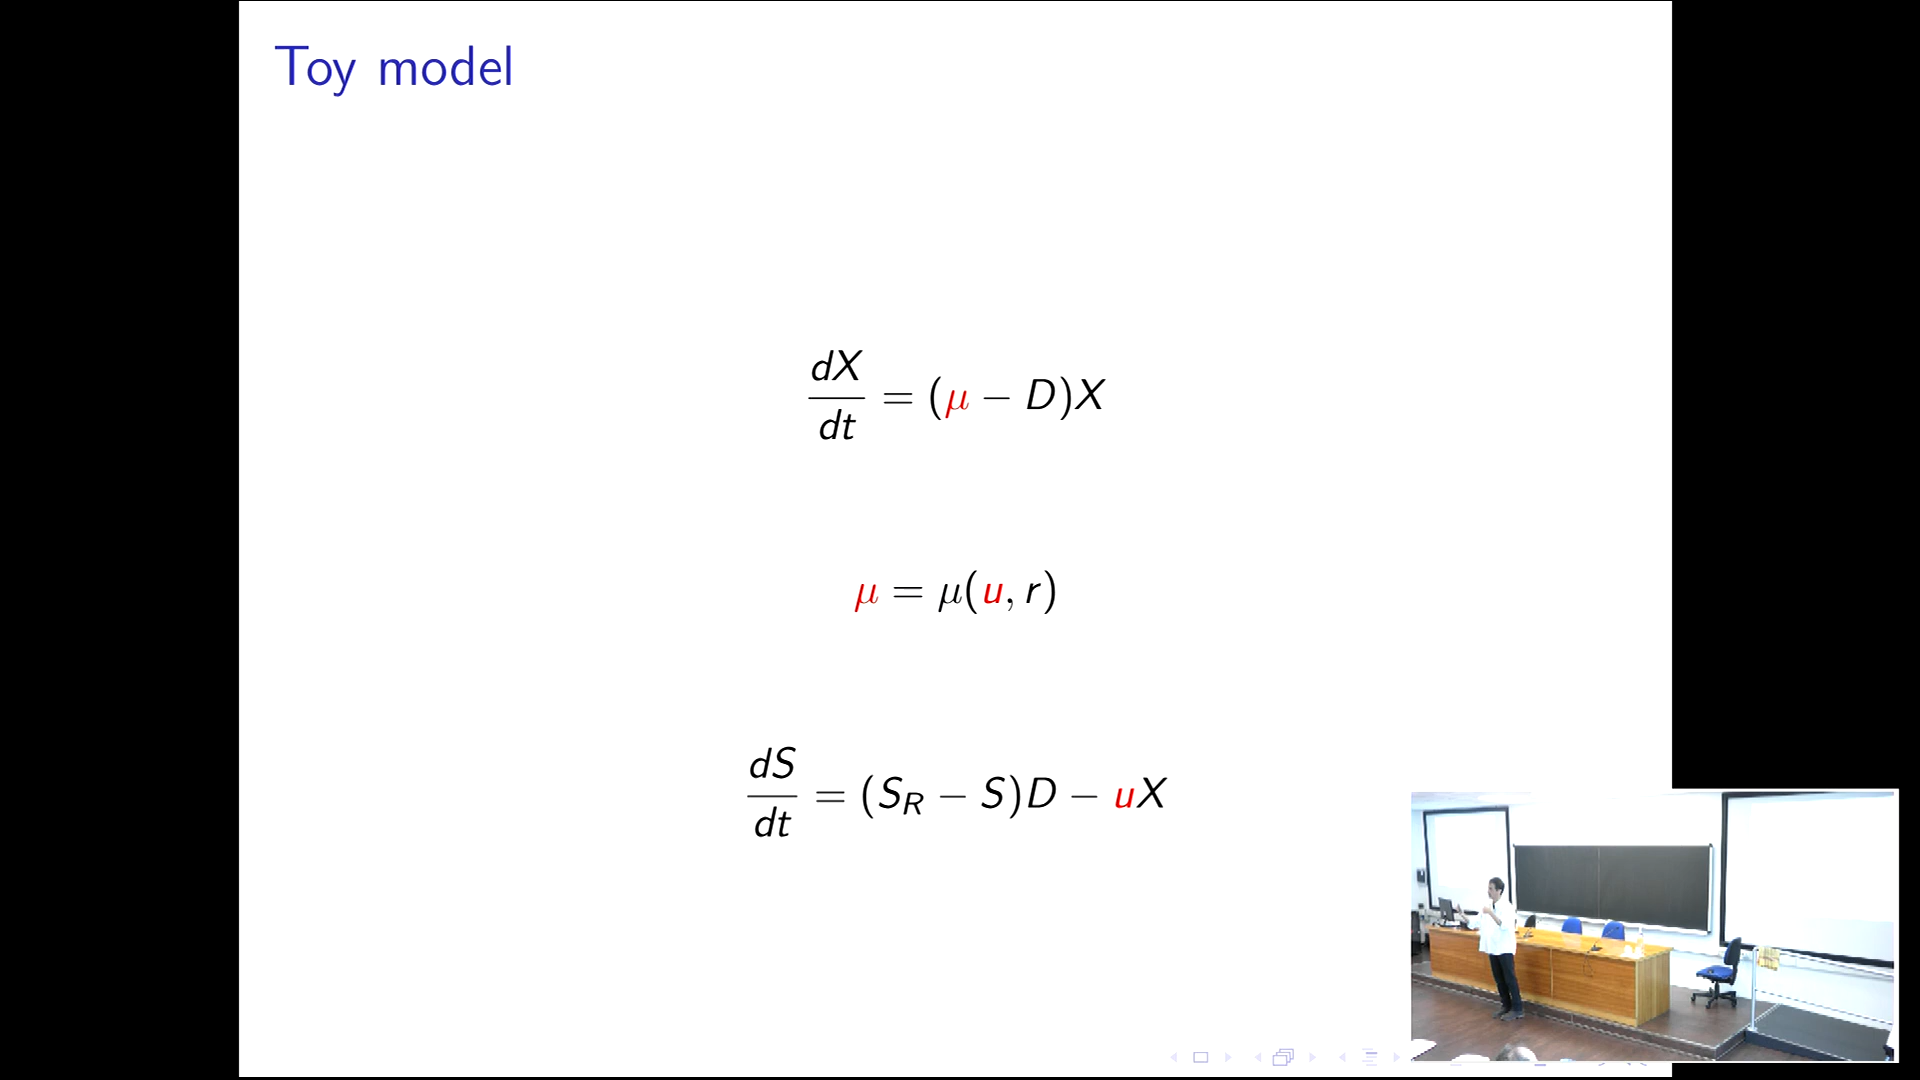 Toy model
dX/dt = (μ − D)X
μ = μ(u, r)
dS/dt = (S_R − S)D − uX